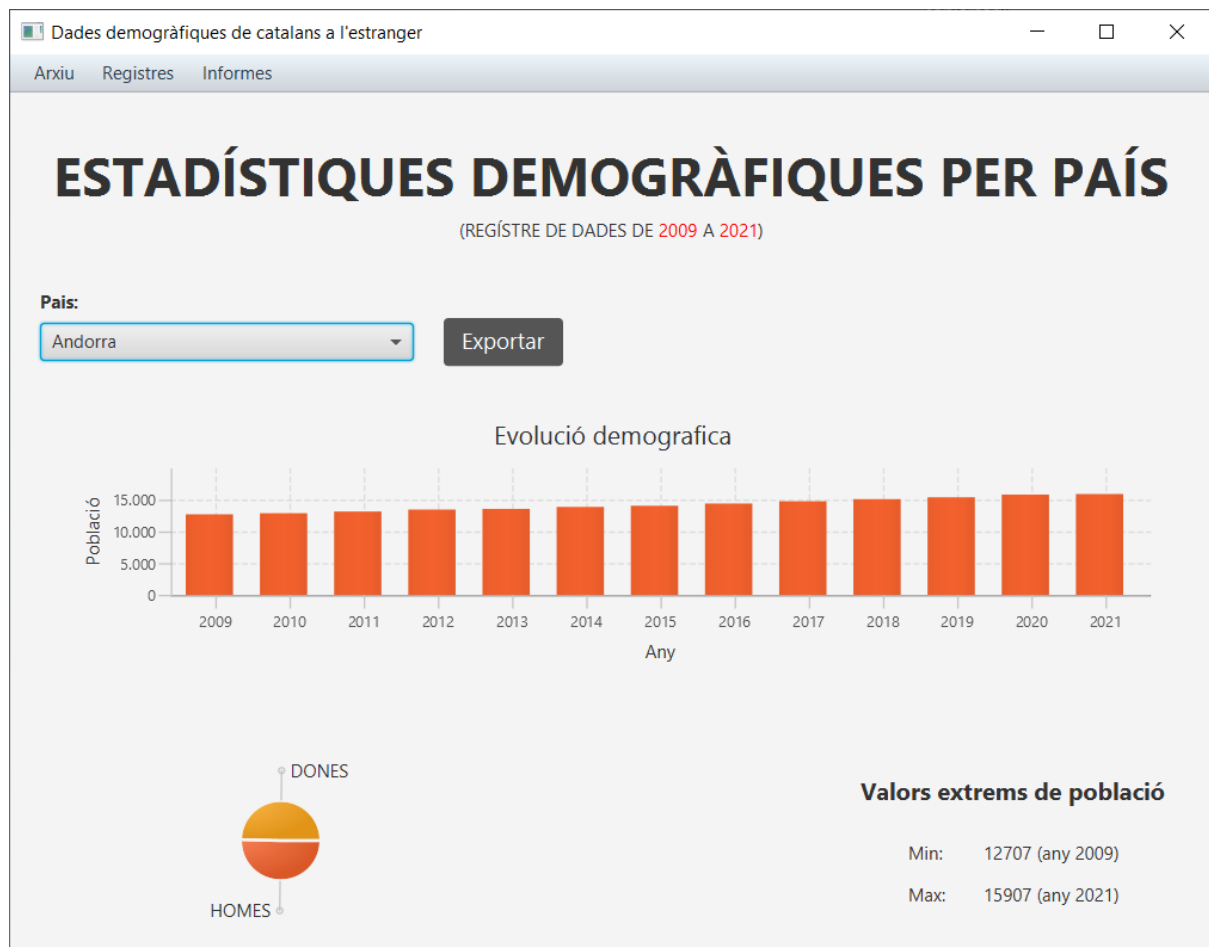 Dades demogràfiques de catalans a l'estranger
Arxiu Registres Informes
ESTADÍSTIQUES DEMOGRÀFIQUES PER PAÍS
(REGÍSTRE DE DADES DE 2009 A 2021)
Pais:
Andorra
Exportar
Evolució demografica
Població
15.000
10.000
5.000
0
2009 2010 2011 2012 2013 2014 2015 2016 2017 2018 2019 2020 2021
Any
DONES
HOMES
Valors extrems de població
Min: 12707 (any 2009)
Max: 15907 (any 2021)